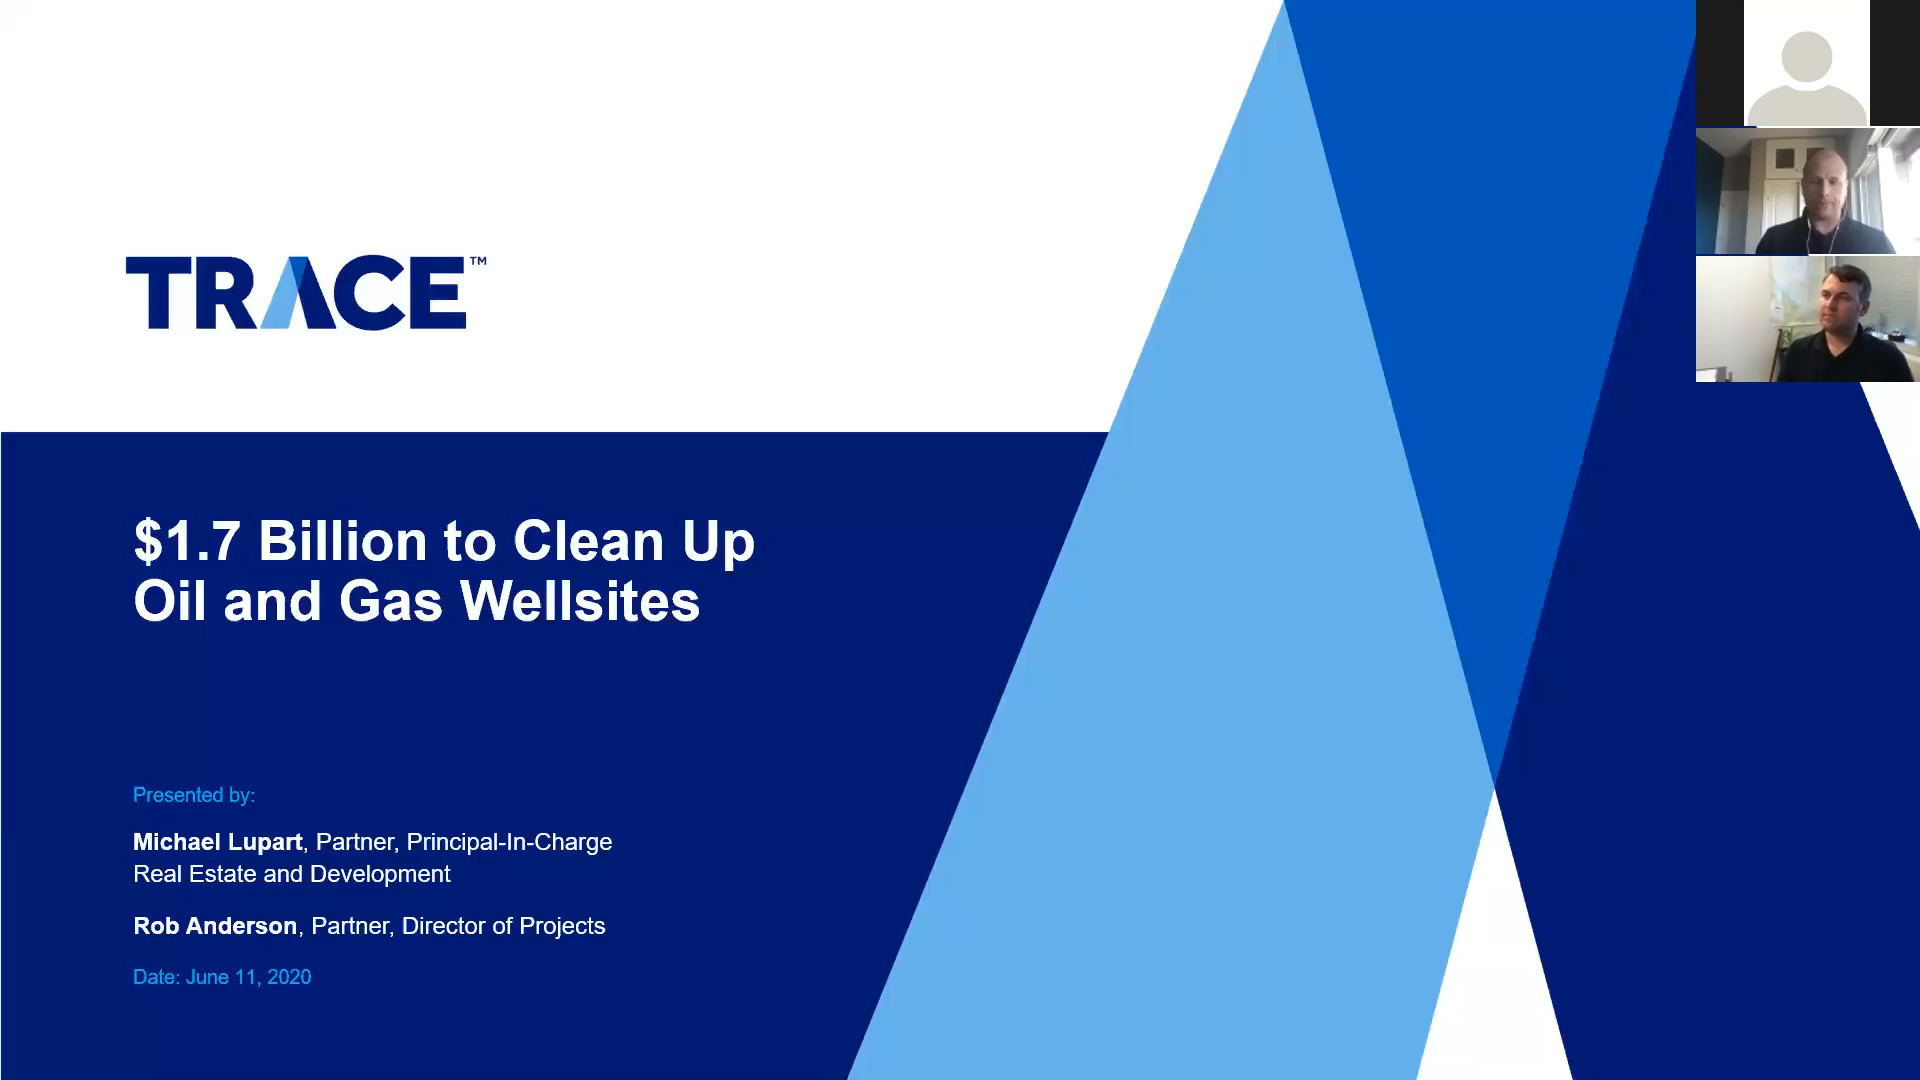 TRACE™
$1.7 Billion to Clean Up
Oil and Gas Wellsites
Presented by:
Michael Lupart, Partner, Principal-In-Charge
Real Estate and Development
Rob Anderson, Partner, Director of Projects
Date: June 11, 2020